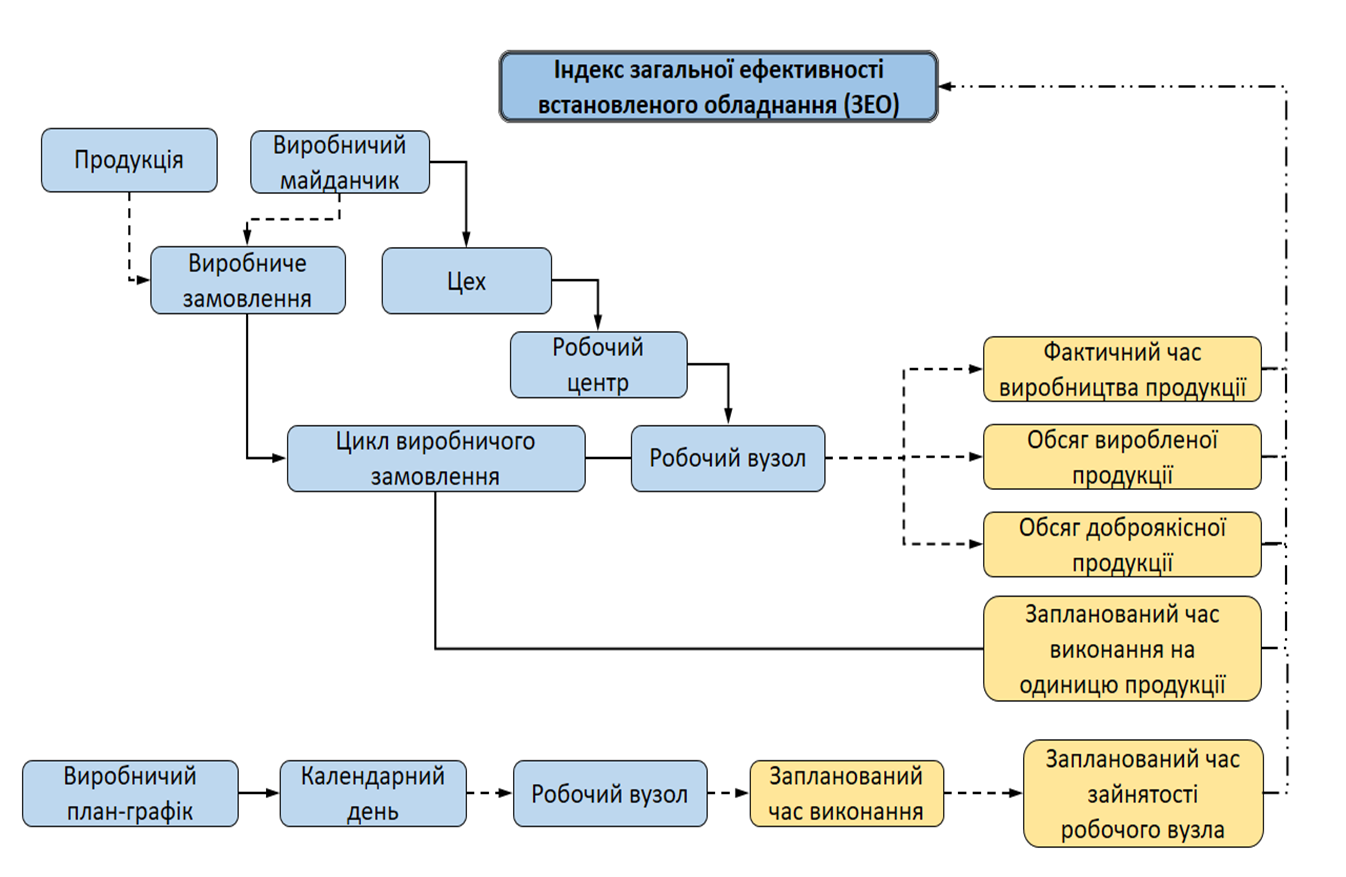 Індекс загальної ефективності
встановленого обладнання (ЗЕО)
Продукція
Виробничий
майданчик
Виробниче
замовлення
Цех
Робочий
центр
Цикл виробничого
замовлення
Робочий вузол
Фактичний час
виробництва продукції
Обсяг виробленої
продукції
Обсяг доброякісної
продукції
Запланований час
виконання на
одиницю продукції
Виробничий
план-графік
Календарний
день
Робочий вузол
Запланований
час виконання
Запланований час
зайнятості
робочого вузла